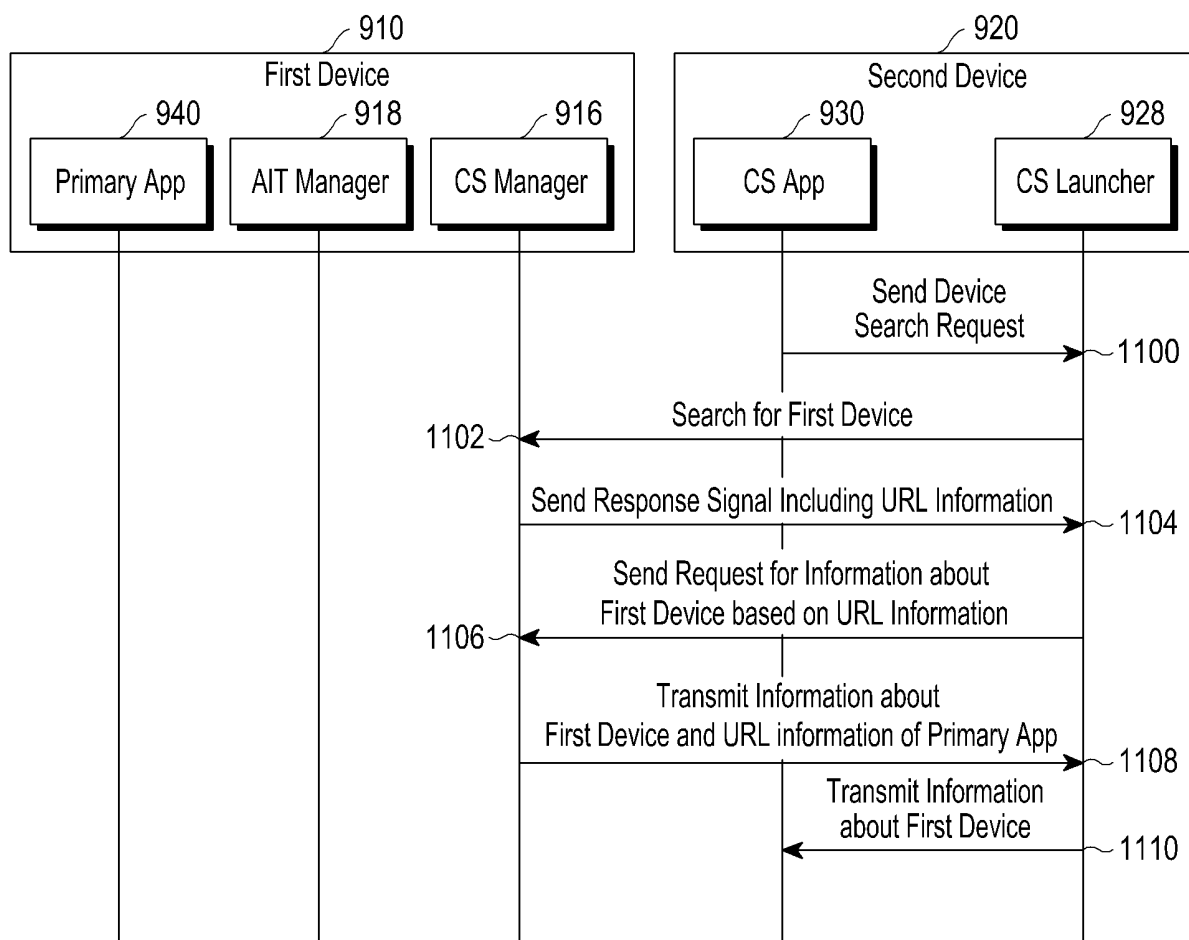 910
920
First Device
Second Device
940
918
916
930
928
Primary App
AIT Manager
CS Manager
CS App
CS Launcher
Send Device
Search Request
1100
Search for First Device
1102
Send Response Signal Including URL Information
1104
Send Request for Information about
First Device based on URL Information
1106
Transmit Information about
First Device and URL information of Primary App
1108
Transmit Information
about First Device
1110